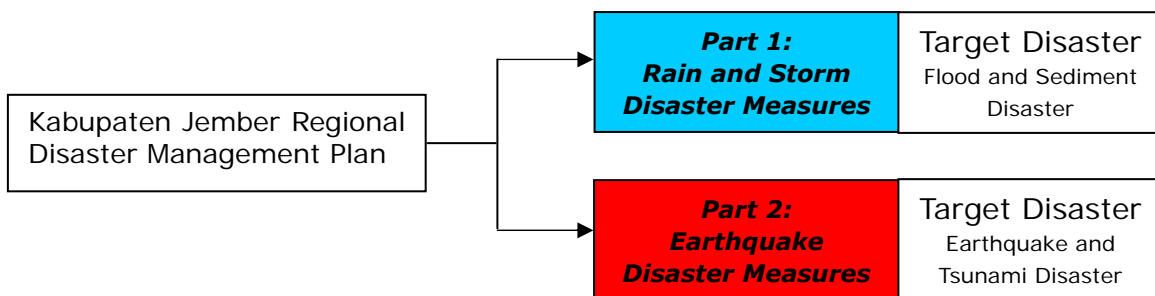 Kabupaten Jember Regional
Disaster Management Plan
Part 1:
Rain and Storm
Disaster Measures
Target Disaster
Flood and Sediment
Disaster
Part 2:
Earthquake
Disaster Measures
Target Disaster
Earthquake and
Tsunami Disaster